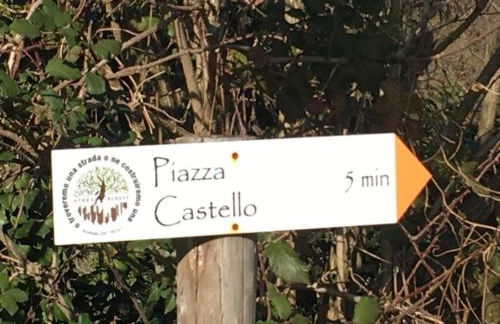 o troveremo una strada o ne costruiremo una
Piazza
Castello
5 min